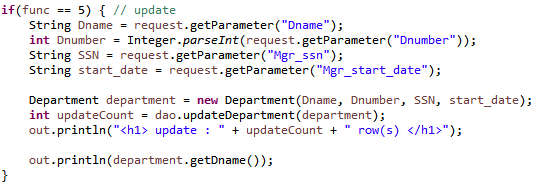 if(func == 5) { // update
String Dname = request.getParameter("Dname");
int Dnumber = Integer.parseInt(request.getParameter("Dnumber"));
String SSN = request.getParameter("Mgr_ssn");
String start_date = request.getParameter("Mgr_start_date");
Department department = new Department(Dname, Dnumber, SSN, start_date);
int updateCount = dao.updateDepartment(department);
out.println("<h1> update : " + updateCount + " row(s) </h1>");
out.println(department.getDname());
}